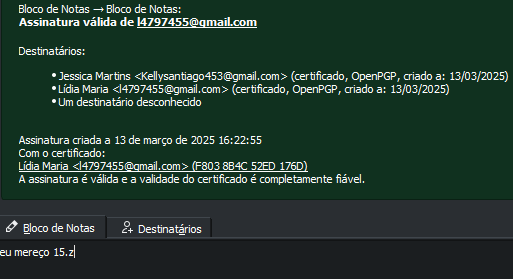 Bloco de Notas → Bloco de Notas:
Assinatura válida de l4797455@gmail.com
Destinatários:
• Jessica Martins <Kellysantiago453@gmail.com> (certificado, OpenPGP, criado a: 13/03/2025)
• Lídia Maria <l4797455@gmail.com> (certificado, OpenPGP, criado a: 13/03/2025)
• Um destinatário desconhecido
Assinatura criada a 13 de março de 2025 16:22:55
Com o certificado:
Lídia Maria <l4797455@gmail.com> (F803 8B4C 52ED 176D)
A assinatura é válida e a validade do certificado é completamente fiável.
Bloco de Notas Destinatários
eu mereço 15.z